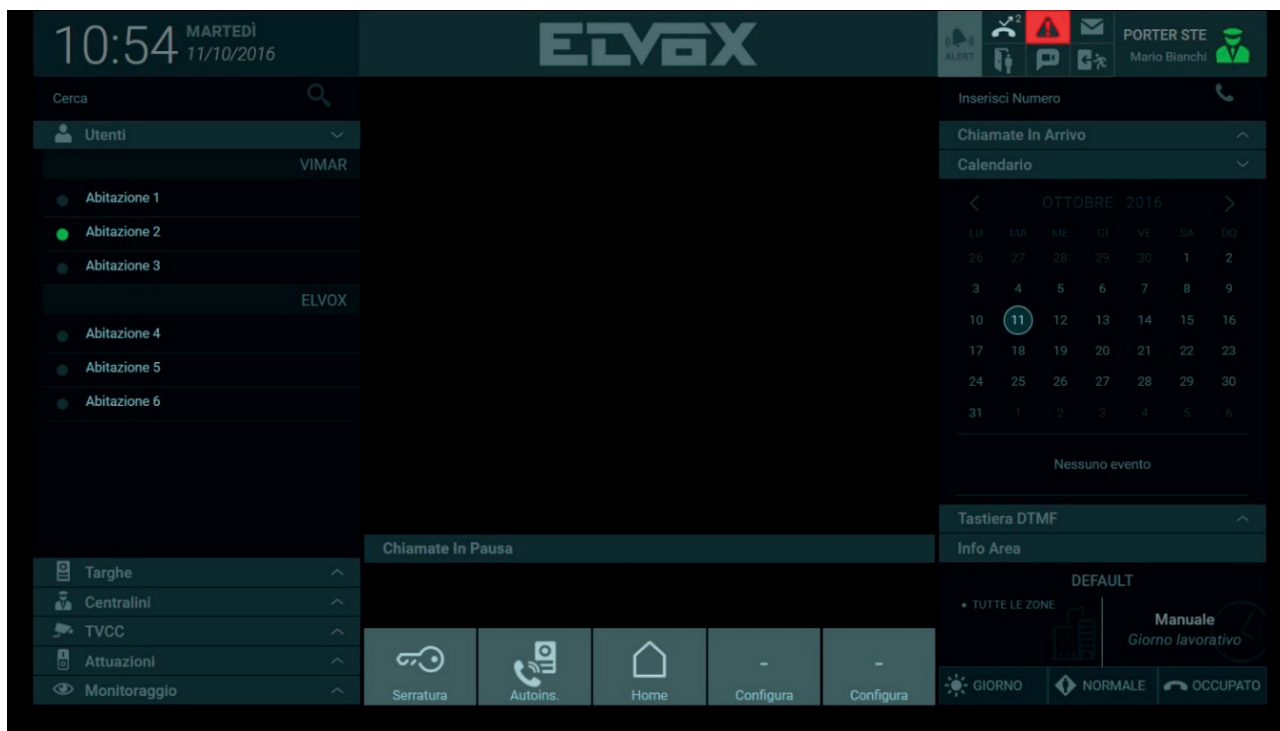 10:54 MARTEDÌ
11/10/2016
ELVOX
ALERT
2
PORTER STE
Mario Bianchi
Cerca
Utenti
VIMAR
Abitazione 1
Abitazione 2
Abitazione 3
ELVOX
Abitazione 4
Abitazione 5
Abitazione 6
Targhe
Centralini
TVCC
Attuazioni
Monitoraggio
Chiamate In Pausa
Serratura
Autoins.
Home
- Configura
- Configura
Inserisci Numero
Chiamate In Arrivo
Calendario
OTTOBRE 2016
LU MA ME GI VE SA DO
26 27 28 29 30 1 2
3 4 5 6 7 8 9
10 11 12 13 14 15 16
17 18 19 20 21 22 23
24 25 26 27 28 29 30
31 1 2 3 4 5 6
Nessuno evento
Tastiera DTMF
Info Area
DEFAULT
• TUTTE LE ZONE
Manuale
Giorno lavorativo
GIORNO
NORMALE
OCCUPATO